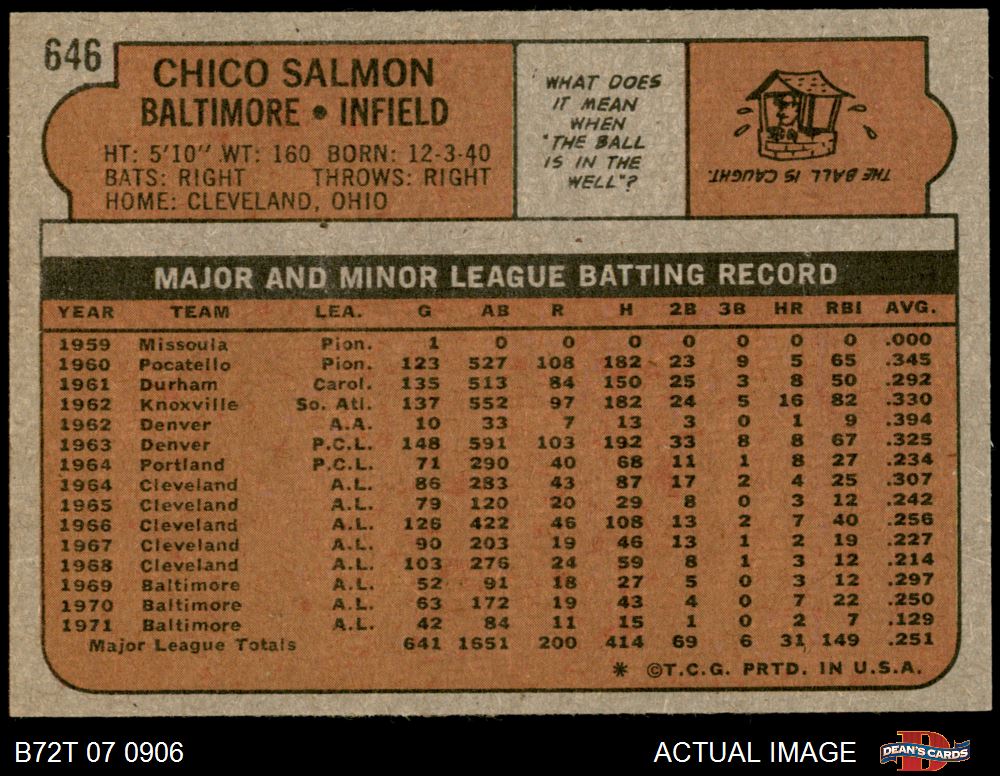 646
CHICO SALMON
BALTIMORE • INFIELD
HT: 5'10" WT: 160 BORN: 12-3-40
BATS: RIGHT THROWS: RIGHT
HOME: CLEVELAND, OHIO
WHAT DOES
IT MEAN
WHEN
"THE BALL
IS IN THE
WELL"?
THE BALL IS CAUGHT.
MAJOR AND MINOR LEAGUE BATTING RECORD
YEAR TEAM LEA. G AB R H 2B 3B HR RBI AVG.
1959 Missoula Pion. 1 0 0 0 0 0 0 0 .000
1960 Pocatello Pion. 123 527 108 182 23 9 5 65 .345
1961 Durham Carol. 135 513 84 150 25 3 8 50 .292
1962 Knoxville So. Atl. 137 552 97 182 24 5 16 82 .330
1962 Denver A.A. 10 33 7 13 3 0 1 9 .394
1963 Denver P.C.L. 148 591 103 192 33 8 8 67 .325
1964 Portland P.C.L. 71 290 40 68 11 1 8 27 .234
1964 Cleveland A.L. 86 283 43 87 17 2 4 25 .307
1965 Cleveland A.L. 79 120 20 29 8 0 3 12 .242
1966 Cleveland A.L. 126 422 46 108 13 2 7 40 .256
1967 Cleveland A.L. 90 203 19 46 13 1 2 19 .227
1968 Cleveland A.L. 103 276 24 59 8 1 3 12 .214
1969 Baltimore A.L. 52 91 18 27 5 0 3 12 .297
1970 Baltimore A.L. 63 172 19 43 4 0 7 22 .250
1971 Baltimore A.L. 42 84 11 15 1 0 2 7 .129
Major League Totals 641 1651 200 414 69 6 31 149 .251
* ©T.C.G. PRTD. IN U.S.A.
B72T 07 0906
ACTUAL IMAGE
D
DEAN'S CARDS